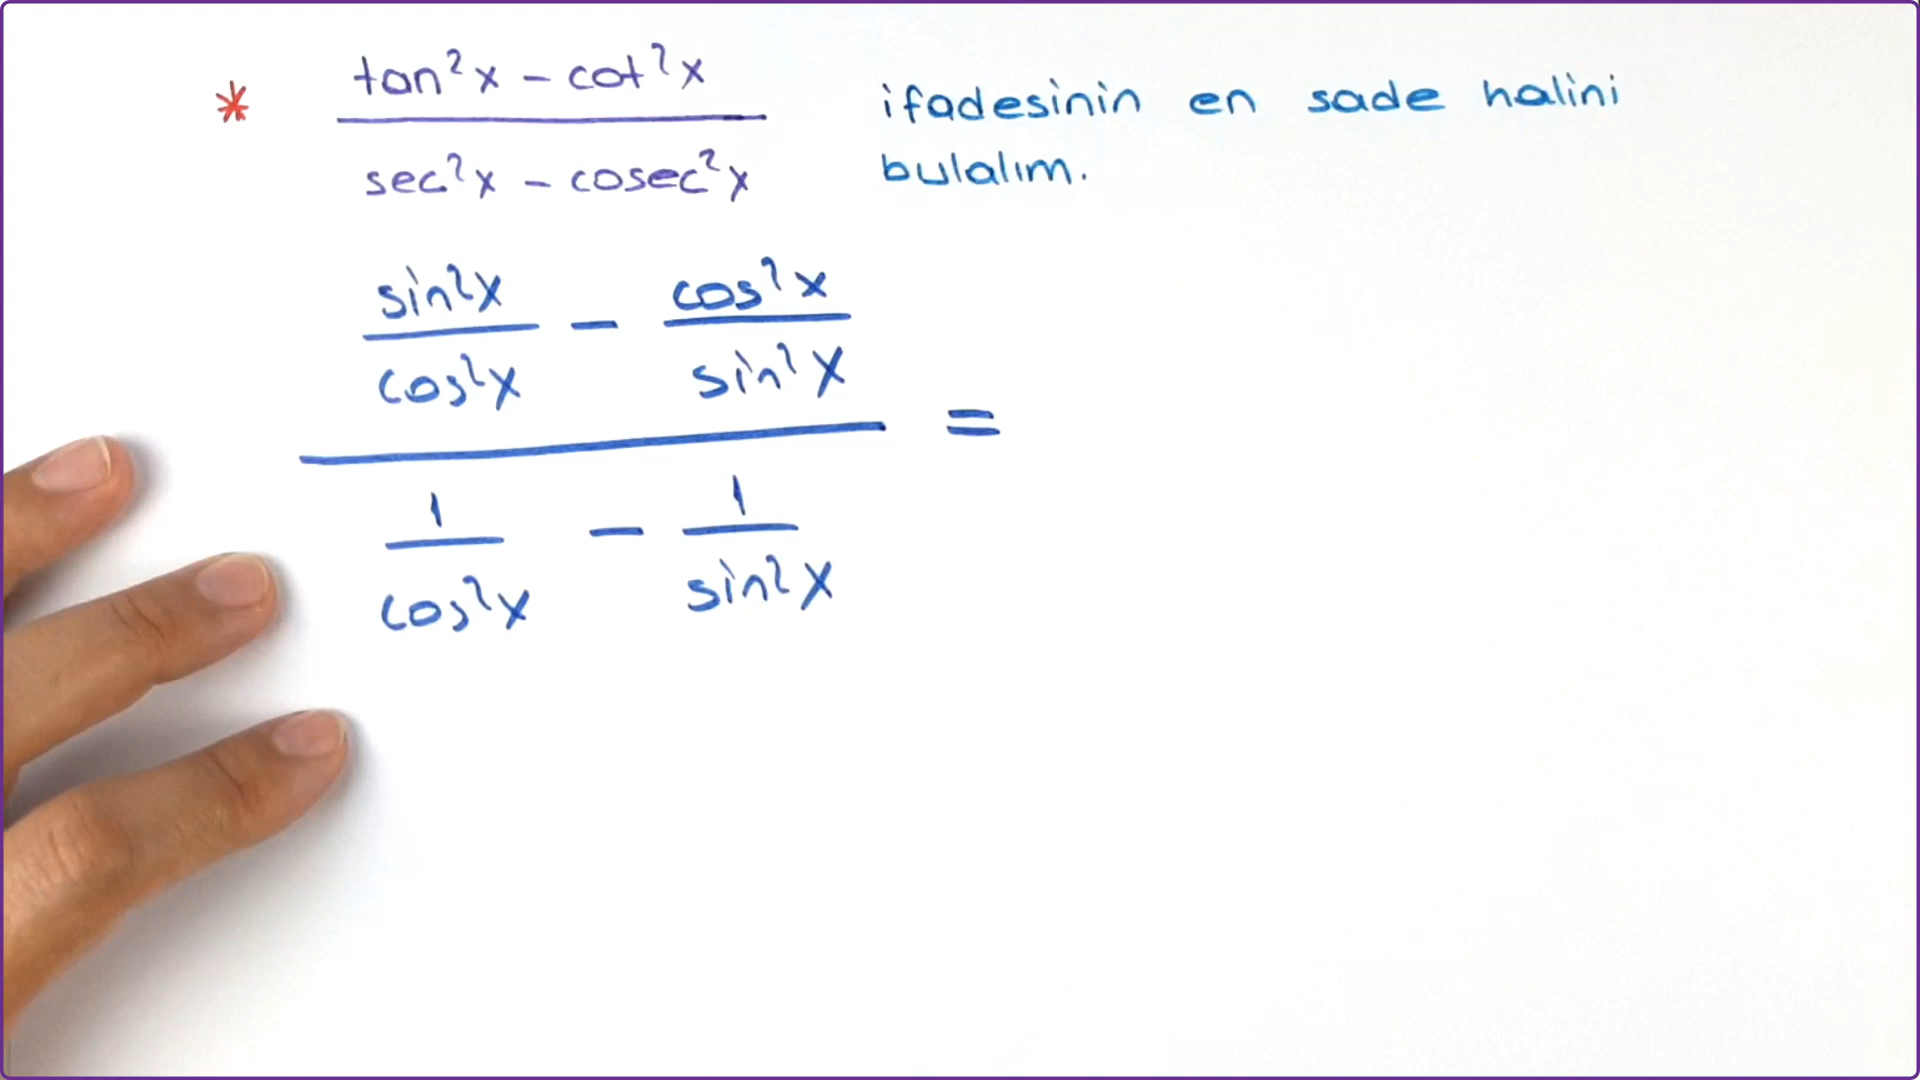 * tan²x - cot²x
sec²x - cosec²x
ifadesinin en sade halini
bulalım.
sin²x - cos²x
cos²x sin²x
=
1 - 1
cos²x sin²x